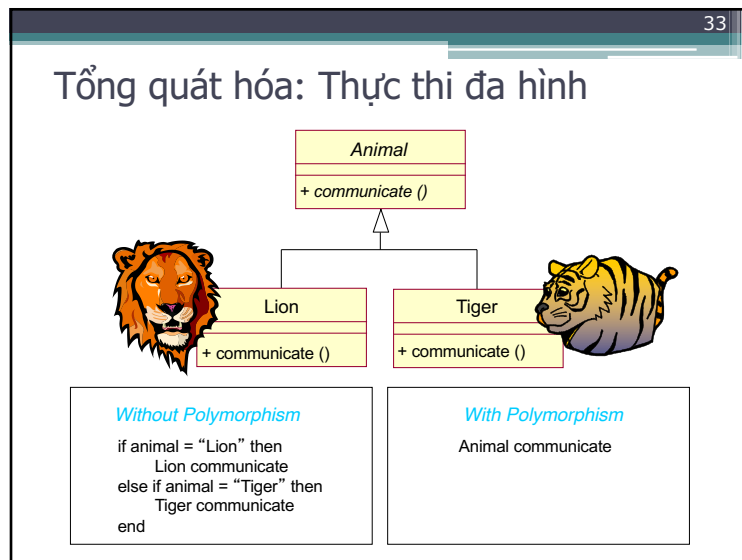 33
Tổng quát hóa: Thực thi đa hình
Animal
+ communicate ()
Lion
+ communicate ()
Tiger
+ communicate ()
Without Polymorphism
if animal = “Lion” then
Lion communicate
else if animal = “Tiger” then
Tiger communicate
end
With Polymorphism
Animal communicate